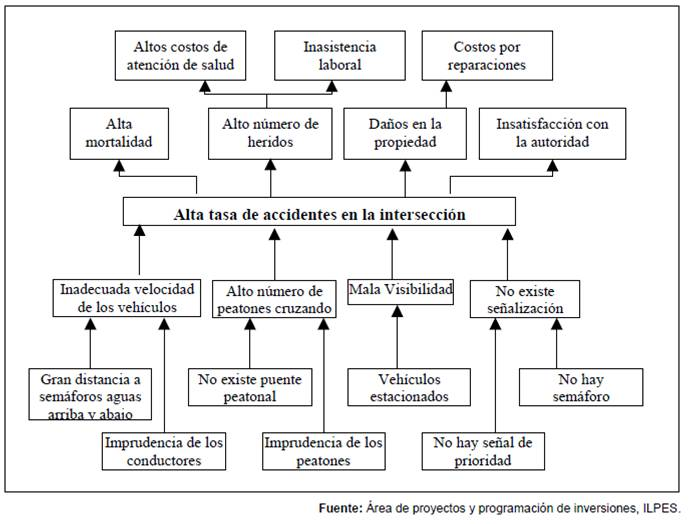 Altos costos de
atención de salud
Inasistencia
laboral
Costos por
reparaciones
Alta
mortalidad
Alto número de
heridos
Daños en la
propiedad
Insatisfacción con
la autoridad
Alta tasa de accidentes en la intersección
Inadecuada velocidad
de los vehículos
Alto número de
peatones cruzando
Mala Visibilidad
No existe
señalización
Gran distancia a
semáforos aguas
arriba y abajo
No existe puente
peatonal
Vehículos
estacionados
No hay
semáforo
Imprudencia de los
conductores
Imprudencia de los
peatones
No hay señal de
prioridad
Fuente: Área de proyectos y programación de inversiones, ILPES.